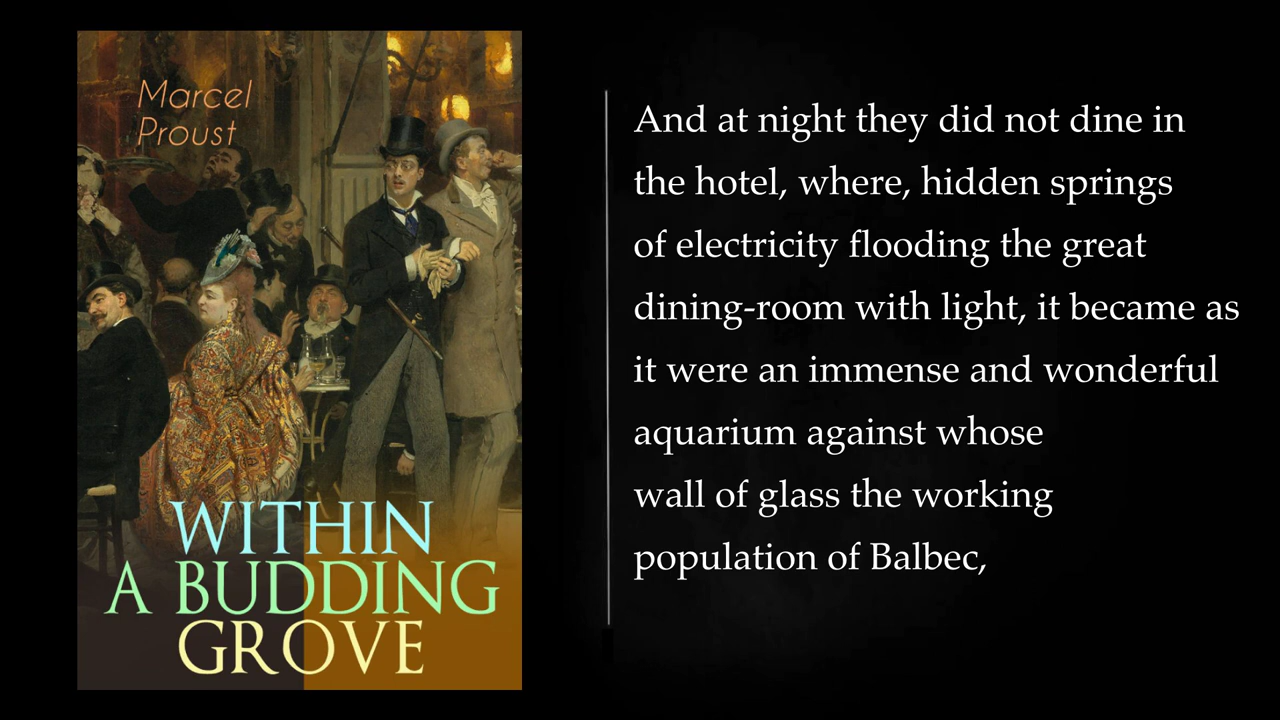 Marcel
Proust
WITHIN
A BUDDING
GROVE
And at night they did not dine in
the hotel, where, hidden springs
of electricity flooding the great
dining-room with light, it became as
it were an immense and wonderful
aquarium against whose
wall of glass the working
population of Balbec,